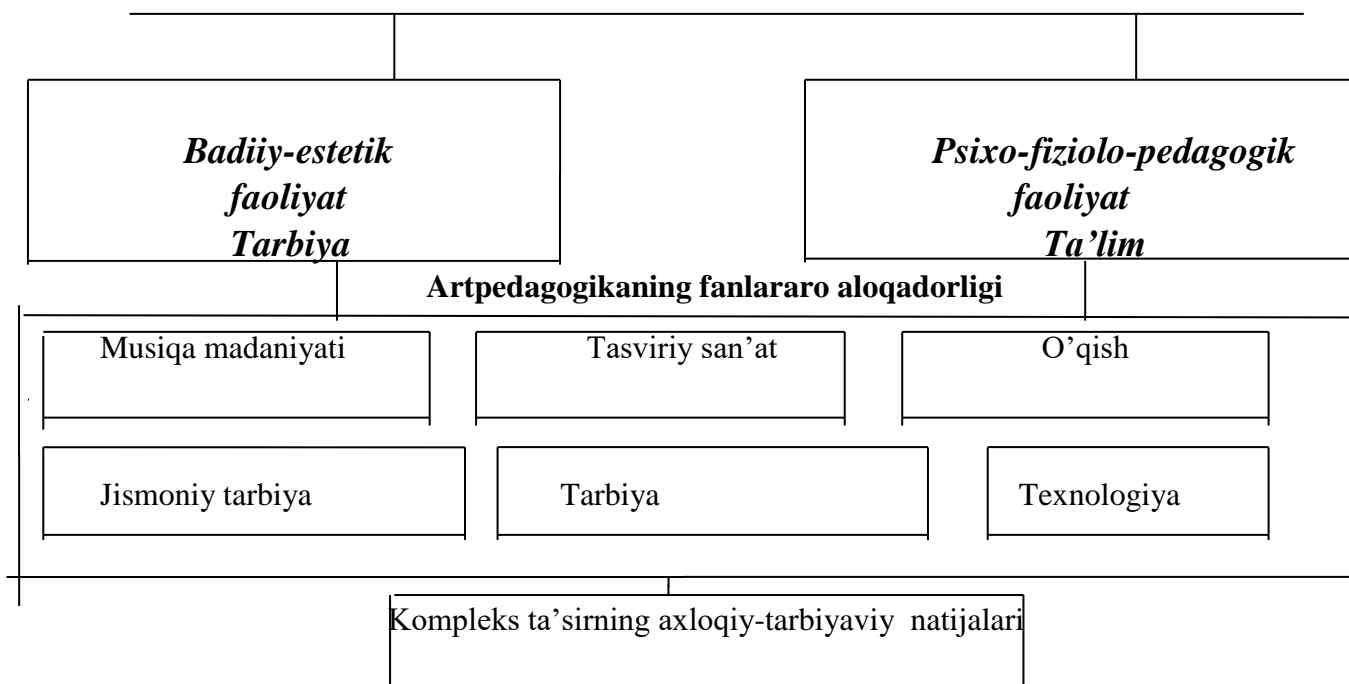 Badiiy-estetik
faoliyat
Tarbiya
Psixo-fiziolo-pedagogik
faoliyat
Ta’lim
Artpedagogikaning fanlararo aloqadorligi
Musiqa madaniyati
Tasviriy san’at
O’qish
Jismoniy tarbiya
Tarbiya
Texnologiya
Kompleks ta’sirning axloqiy-tarbiyaviy natijalari